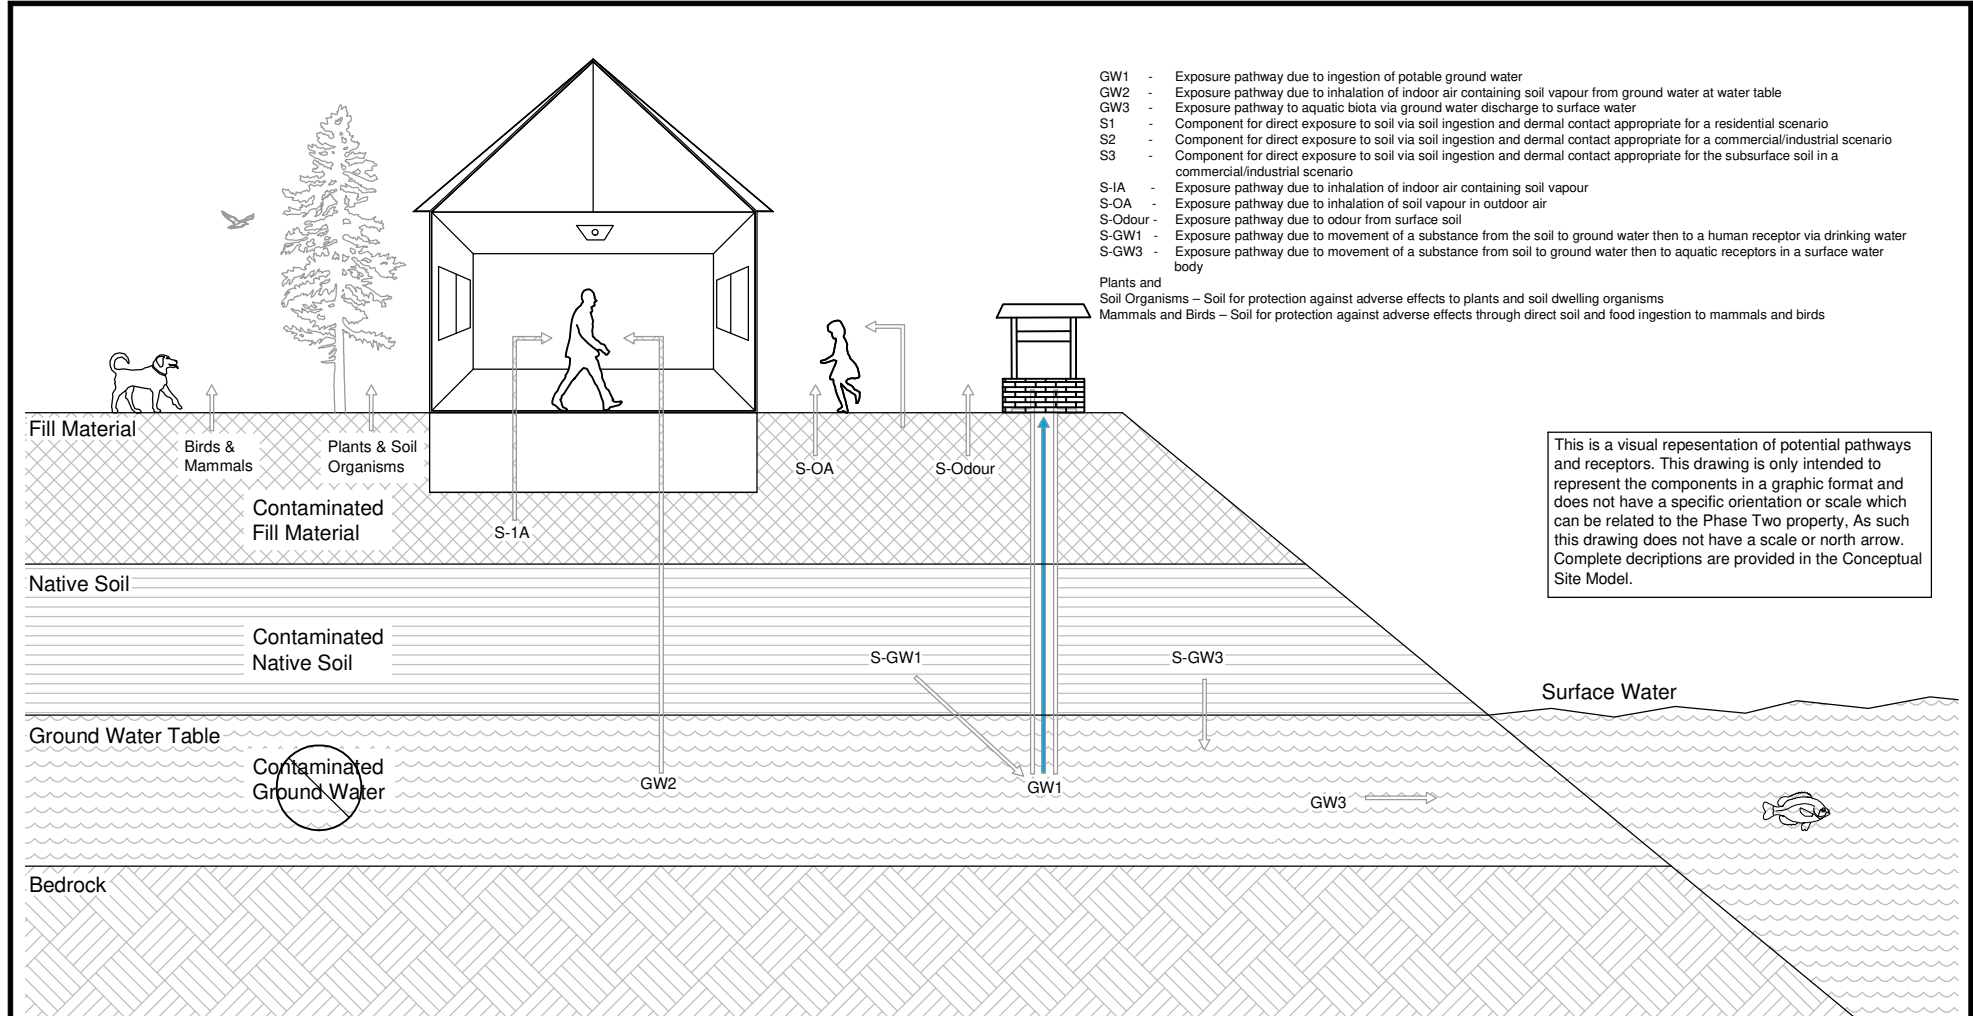 GW1 - Exposure pathway due to ingestion of potable ground water
GW2 - Exposure pathway due to inhalation of indoor air containing soil vapour from ground water at water table
GW3 - Exposure pathway to aquatic biota via ground water discharge to surface water
S1 - Component for direct exposure to soil via soil ingestion and dermal contact appropriate for a residential scenario
S2 - Component for direct exposure to soil via soil ingestion and dermal contact appropriate for a commercial/industrial scenario
S3 - Component for direct exposure to soil via soil ingestion and dermal contact appropriate for the subsurface soil in a
commercial/industrial scenario
S-IA - Exposure pathway due to inhalation of indoor air containing soil vapour
S-OA - Exposure pathway due to inhalation of soil vapour in outdoor air
S-Odour - Exposure pathway due to odour from surface soil
S-GW1 - Exposure pathway due to movement of a substance from the soil to ground water then to a human receptor via drinking water
S-GW3 - Exposure pathway due to movement of a substance from soil to ground water then to aquatic receptors in a surface water
body
Plants and
Soil Organisms – Soil for protection against adverse effects to plants and soil dwelling organisms
Mammals and Birds – Soil for protection against adverse effects through direct soil and food ingestion to mammals and birds
Fill Material
Birds &
Mammals
Plants & Soil
Organisms
S-OA
S-Odour
Contaminated
Fill Material
S-1A
This is a visual repesentation of potential pathways
and receptors. This drawing is only intended to
represent the components in a graphic format and
does not have a specific orientation or scale which
can be related to the Phase Two property, As such
this drawing does not have a scale or north arrow.
Complete decriptions are provided in the Conceptual
Site Model.
Native Soil
Contaminated
Native Soil
S-GW1
S-GW3
Surface Water
Ground Water Table
Contaminated
Ground Water
GW2
GW1
GW3
Bedrock